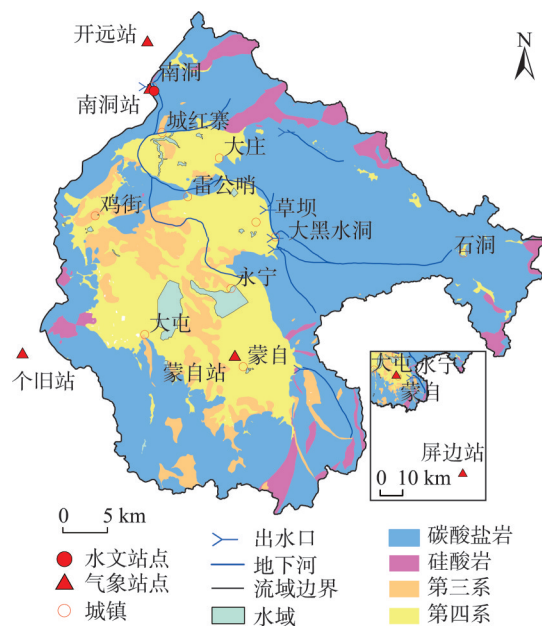 开远站
N
南洞
南洞站
城红寨
大庄
雷公哨
鸡街
草坝
大黑水洞
石洞
永宁
大屯
蒙自
蒙自站
个旧站
大屯永宁
蒙自
屏边站
0 10 km
0 5 km
水文站点
气象站点
城镇
出水口
地下河
流域边界
水域
碳酸盐岩
硅酸岩
第三系
第四系